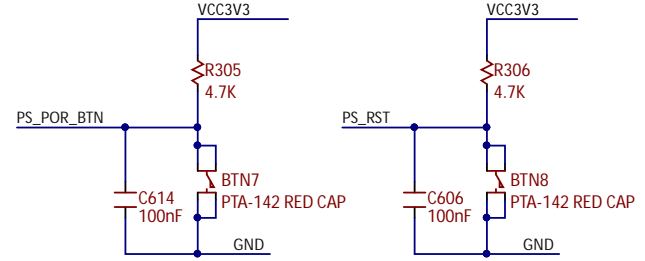 VCC3V3
R305
4.7K
PS_POR_BTN
BTN7
C614
PTA-142 RED CAP
100nF
GND
VCC3V3
R306
4.7K
PS_RST
BTN8
C606
PTA-142 RED CAP
100nF
GND